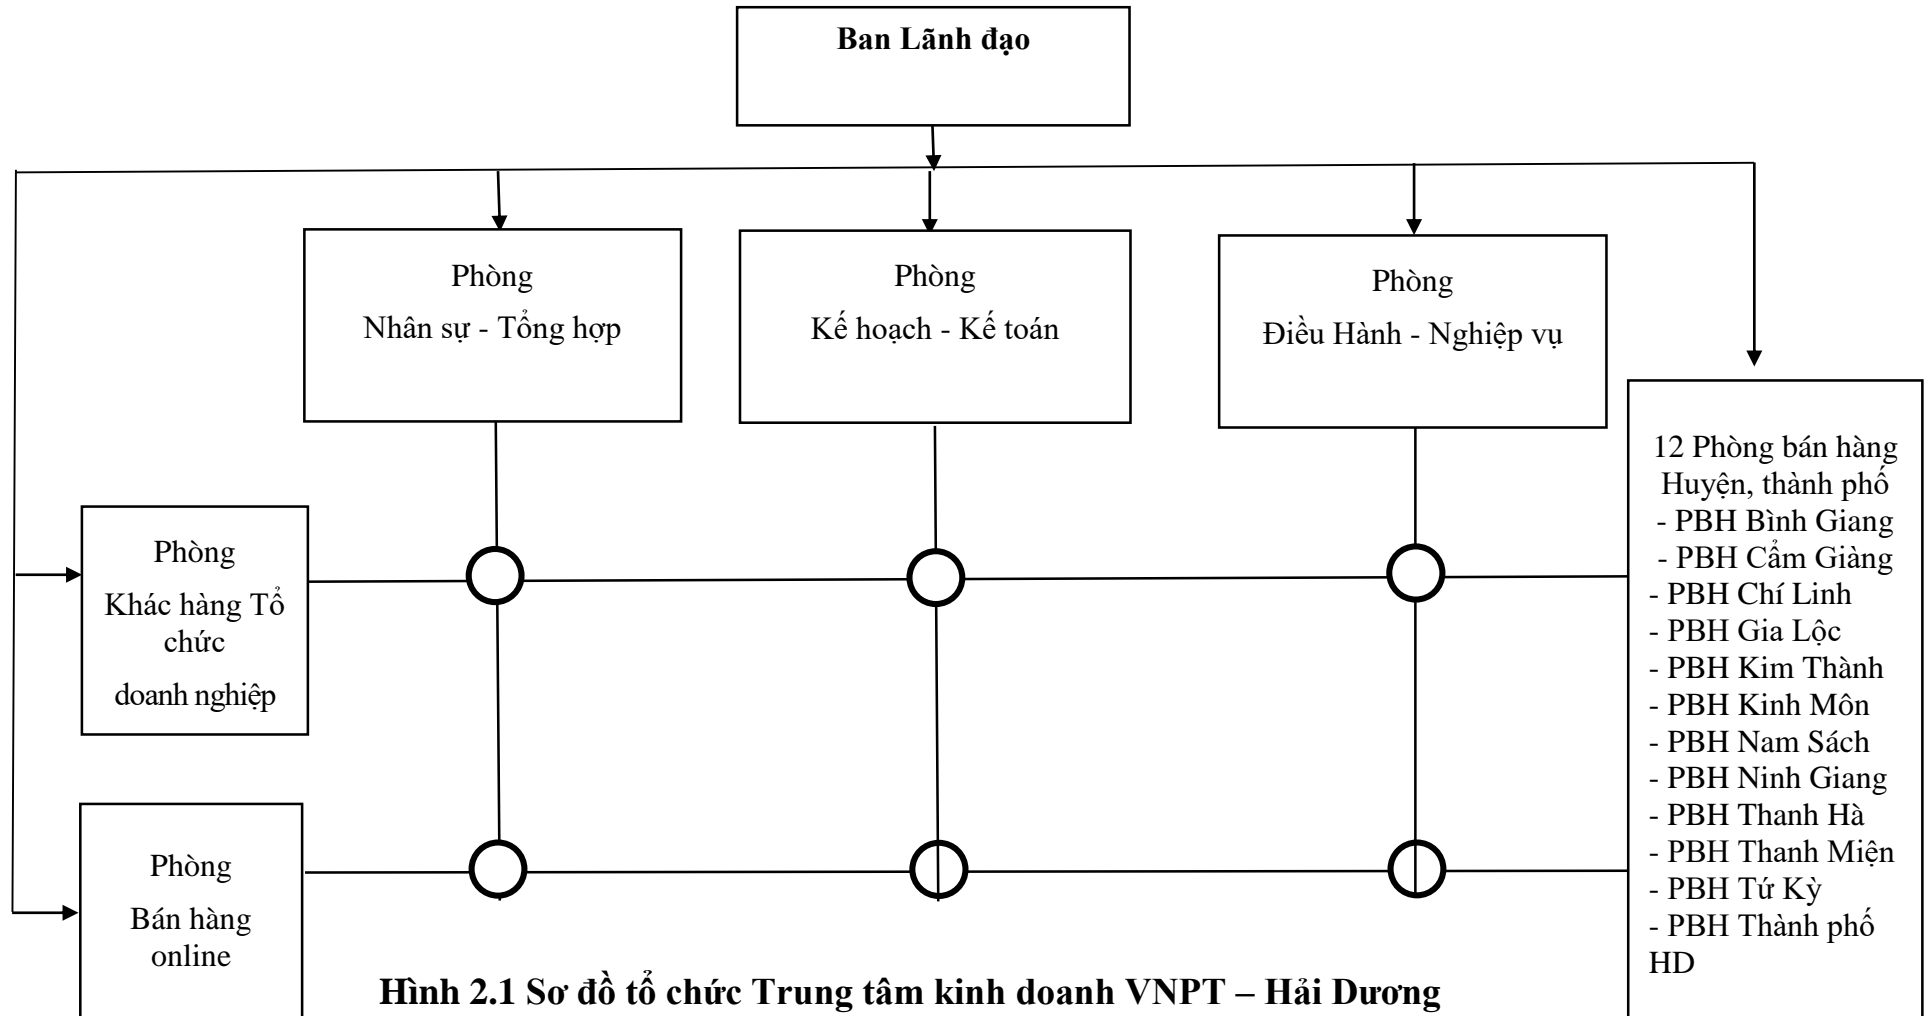 Ban Lãnh đạo
Phòng
Nhân sự - Tổng hợp
Phòng
Kế hoạch - Kế toán
Phòng
Điều Hành - Nghiệp vụ
12 Phòng bán hàng
Huyện, thành phố
- PBH Bình Giang
- PBH Cẩm Giàng
- PBH Chí Linh
- PBH Gia Lộc
- PBH Kim Thành
- PBH Kinh Môn
- PBH Nam Sách
- PBH Ninh Giang
- PBH Thanh Hà
- PBH Thanh Miện
- PBH Tứ Kỳ
- PBH Thành phố
HD
Phòng
Khác hàng Tổ
chức
doanh nghiệp
Phòng
Bán hàng
online
Hình 2.1 Sơ đồ tổ chức Trung tâm kinh doanh VNPT – Hải Dương